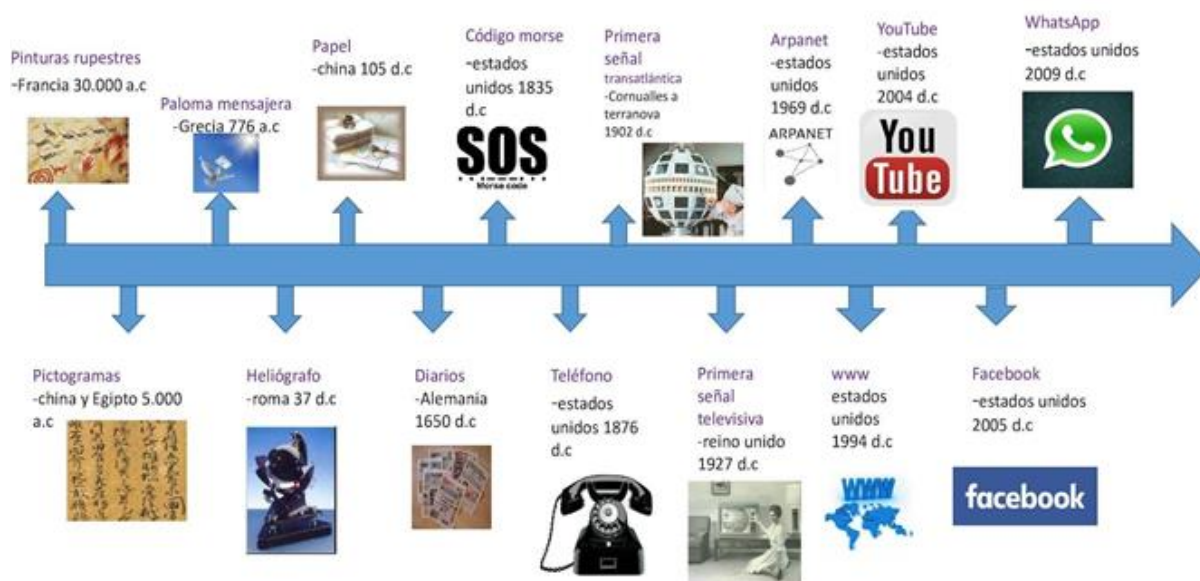 Pinturas rupestres
-Francia 30.000 a.c
Paloma mensajera
-Grecia 776 a.c
Papel
-china 105 d.c
Código morse
-estados
unidos 1835
d.c
SOS
Morse code
Primera
señal
transatlántica
-Cornualles a
terranova
1902 d.c
Arpanet
-estados
unidos
1969 d.c
ARPANET
YouTube
-estados
unidos
2004 d.c
You
Tube
WhatsApp
-estados unidos
2009 d.c
Pictogramas
-china y Egipto 5.000
a.c
Heliógrafo
-roma 37 d.c
Diarios
-Alemania
1650 d.c
Teléfono
-estados
unidos 1876
d.c
Primera
señal
televisiva
-reino unido
1927 d.c
www
estados
unidos
1994 d.c
WWW
Facebook
-estados unidos
2005 d.c
facebook